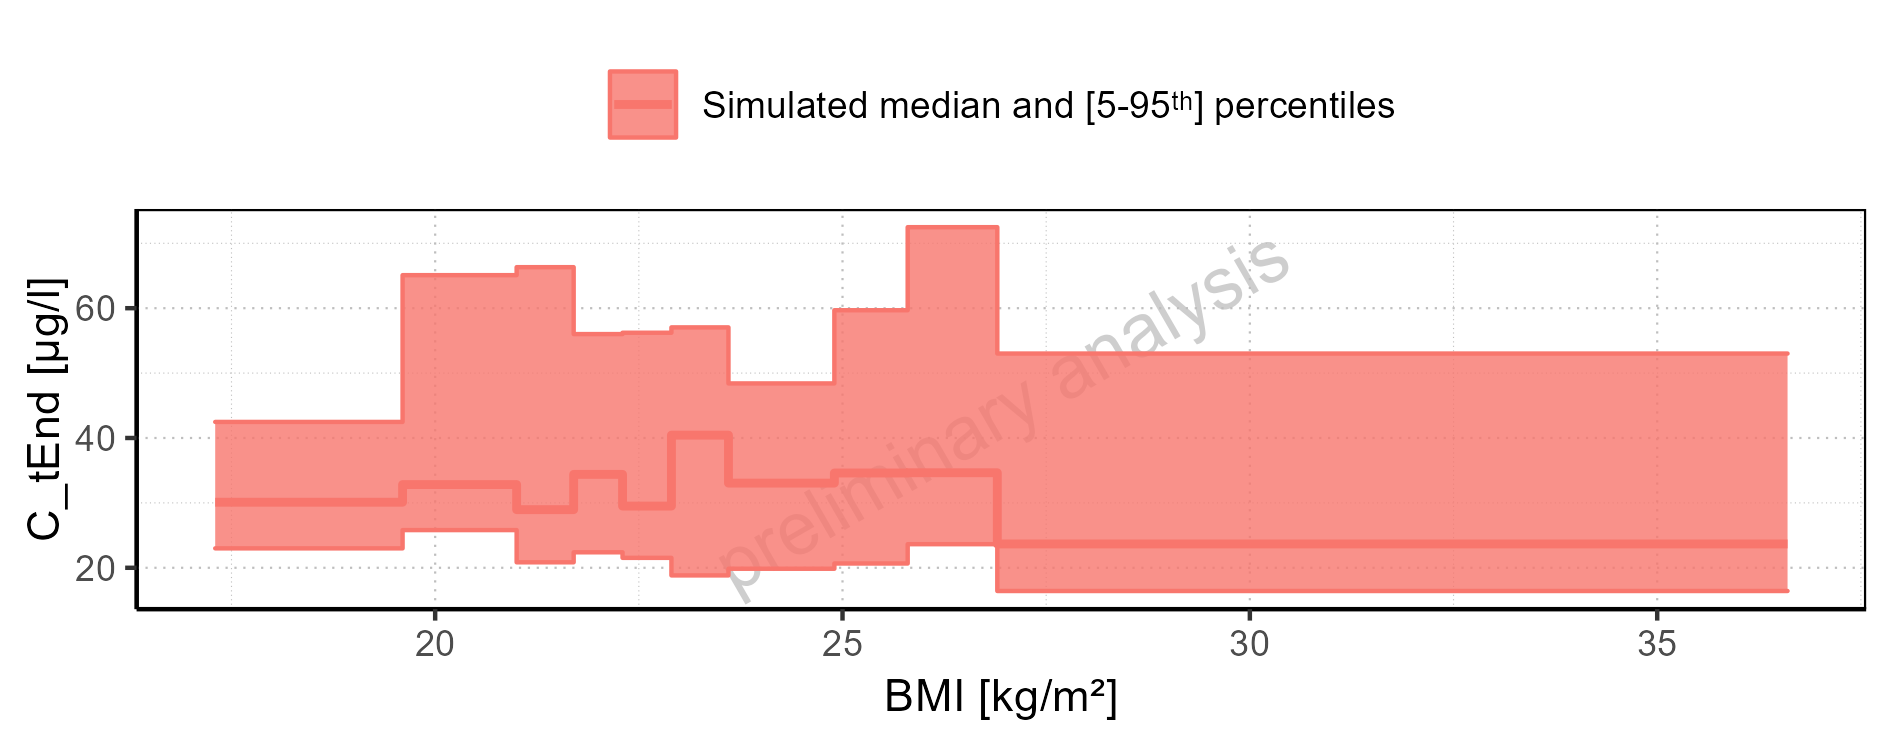 Simulated median and [5-95th] percentiles
C_tEnd [µg/l]
60
40
20
preliminary analysis
20 25 30 35
BMI [kg/m²]